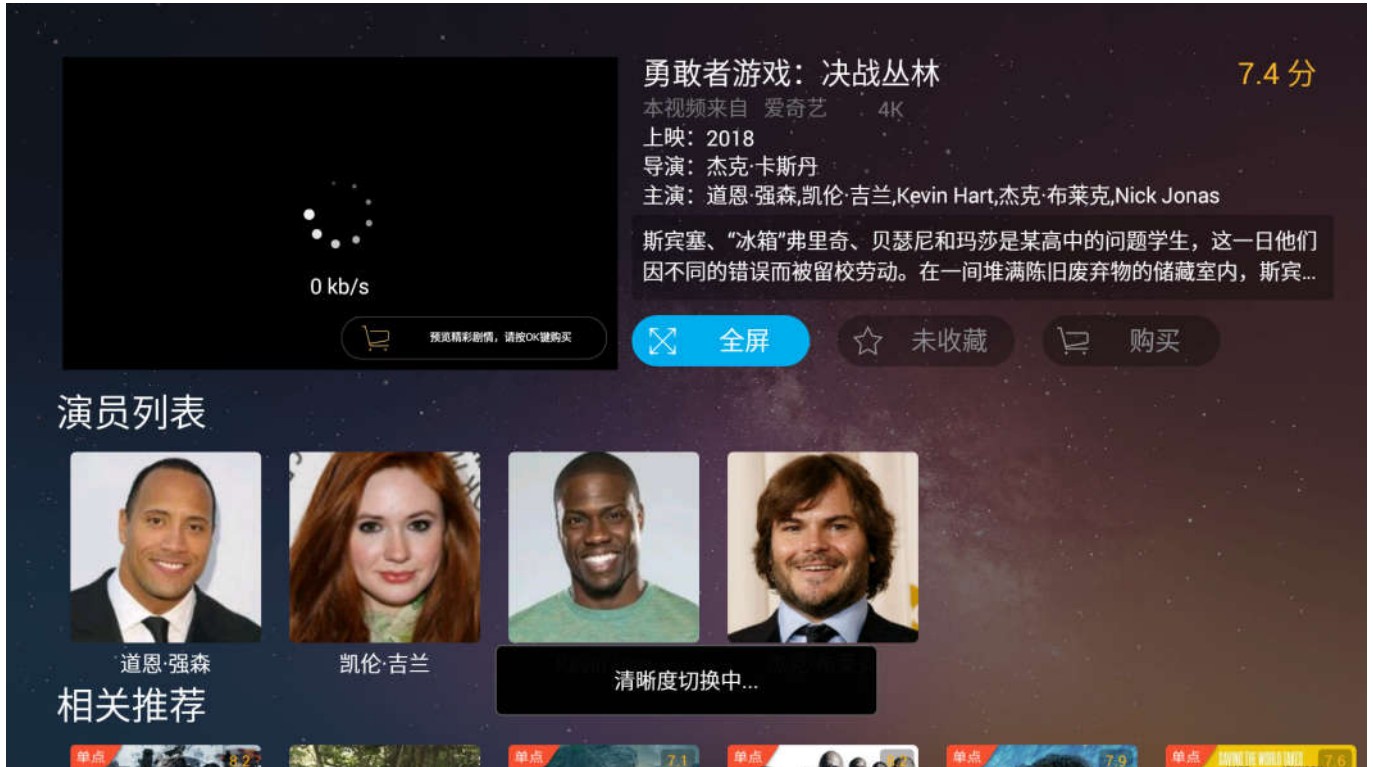 勇敢者游戏：决战丛林
7.4 分
本视频来自 爱奇艺 4K
上映：2018
导演：杰克·卡斯丹
主演：道恩·强森,凯伦·吉兰,Kevin Hart,杰克·布莱克,Nick Jonas
斯宾塞、“冰箱”弗里奇、贝瑟尼和玛莎是某高中的问题学生，这一日他们
因不同的错误而被留校劳动。在一间堆满陈旧废弃物的储藏室内，斯宾...
0 kb/s
预览精彩剧情，请按OK键购买
全屏
未收藏
购买
演员列表
道恩·强森
凯伦·吉兰
清晰度切换中...
相关推荐
单点
8.2
单点
7.1
单点
8.2
单点
7.9
单点
SAVING THE WORLD TAKES
7.6